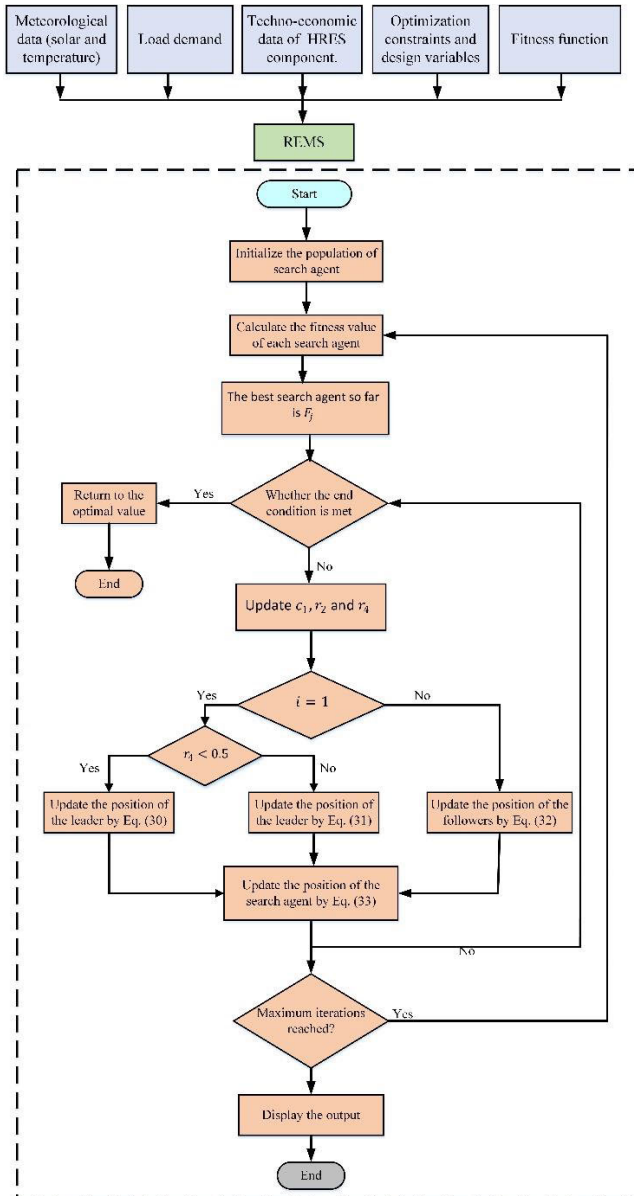 Meteorological
data (solar and
temperature)
Load demand
Techno-economic
data of HRES
component.
Optimization
constraints and
design variables
Fitness function
REMS
Start
Initialize the population of
search agent
Calculate the fitness value
of each search agent
The best search agent so far
is F_j
Whether the end
condition is met
Yes
Return to the
optimal value
End
No
Update c₁, r₂ and r₄
i = 1
Yes
No
r₄ < 0.5
Yes
No
Update the position of
the leader by Eq. (30)
Update the position of
the leader by Eq. (31)
Update the position of the
followers by Eq. (32)
Update the position of the
search agent by Eq. (33)
No
Maximum iterations
reached?
Yes
Display the output
End